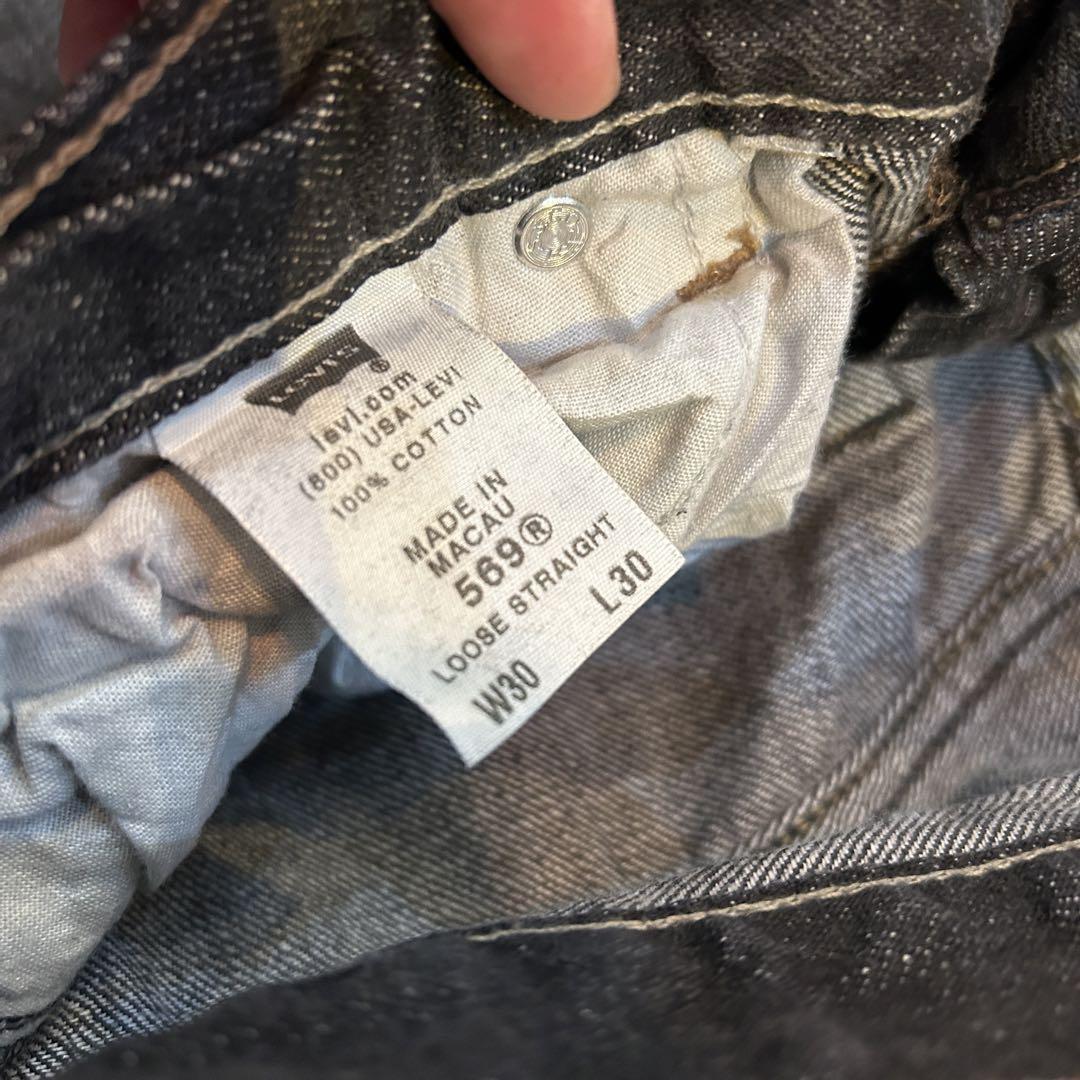 LEVI'S ®
levi.com
(800) USA-LEVI
100% COTTON
MADE IN
MACAU
569®
LOOSE STRAIGHT
W30 L30